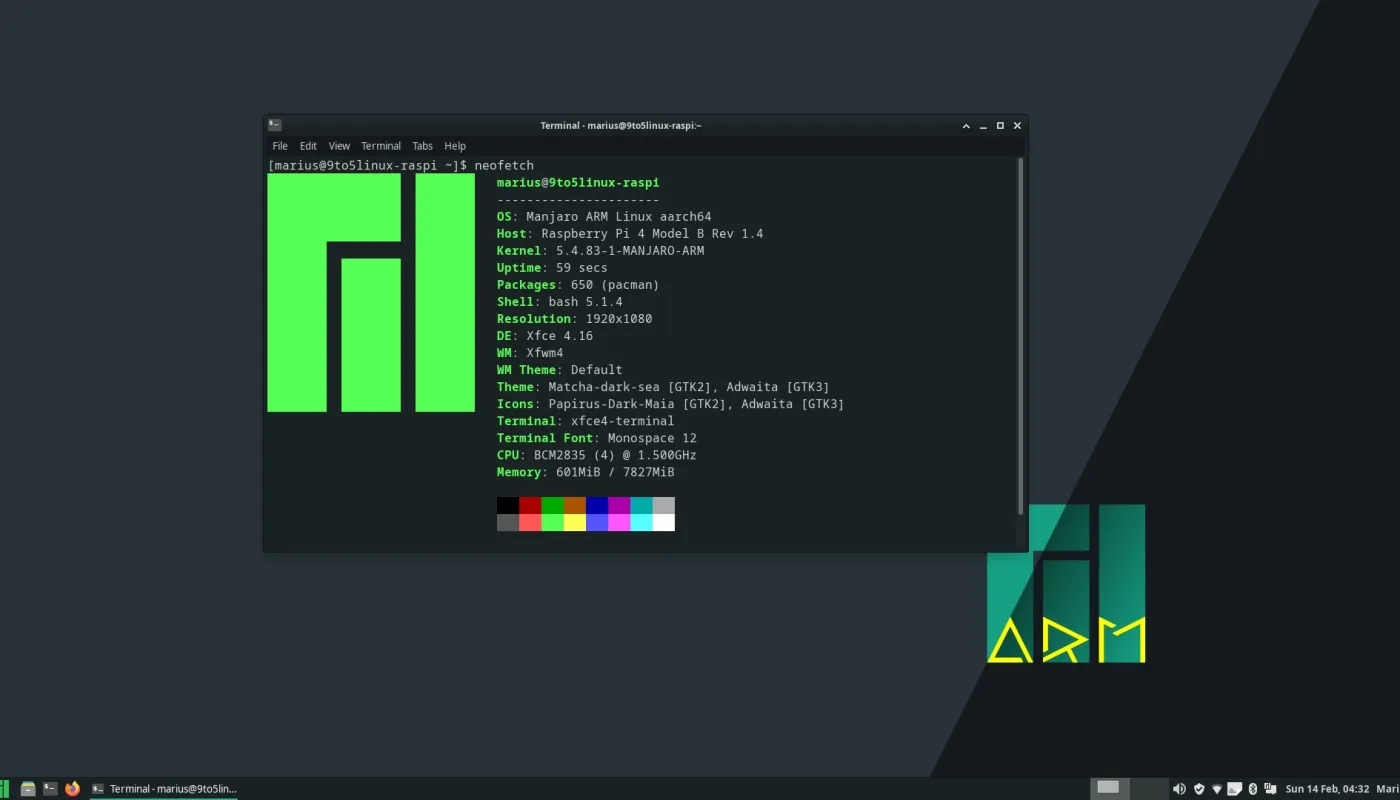 Terminal - marius@9to5linux-raspi:~
File Edit View Terminal Tabs Help
[marius@9to5linux-raspi ~]$ neofetch
marius@9to5linux-raspi
----------------------
OS: Manjaro ARM Linux aarch64
Host: Raspberry Pi 4 Model B Rev 1.4
Kernel: 5.4.83-1-MANJARO-ARM
Uptime: 59 secs
Packages: 650 (pacman)
Shell: bash 5.1.4
Resolution: 1920x1080
DE: Xfce 4.16
WM: Xfwm4
WM Theme: Default
Theme: Matcha-dark-sea [GTK2], Adwaita [GTK3]
Icons: Papirus-Dark-Maia [GTK2], Adwaita [GTK3]
Terminal: xfce4-terminal
Terminal Font: Monospace 12
CPU: BCM2835 (4) @ 1.500GHz
Memory: 601MiB / 7827MiB
ARM
Terminal - marius@9to5lin...
Sun 14 Feb, 04:32 Mari